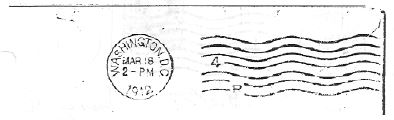 WASHINGTON, D.C.
MAR 18
2-PM
1912
4
P